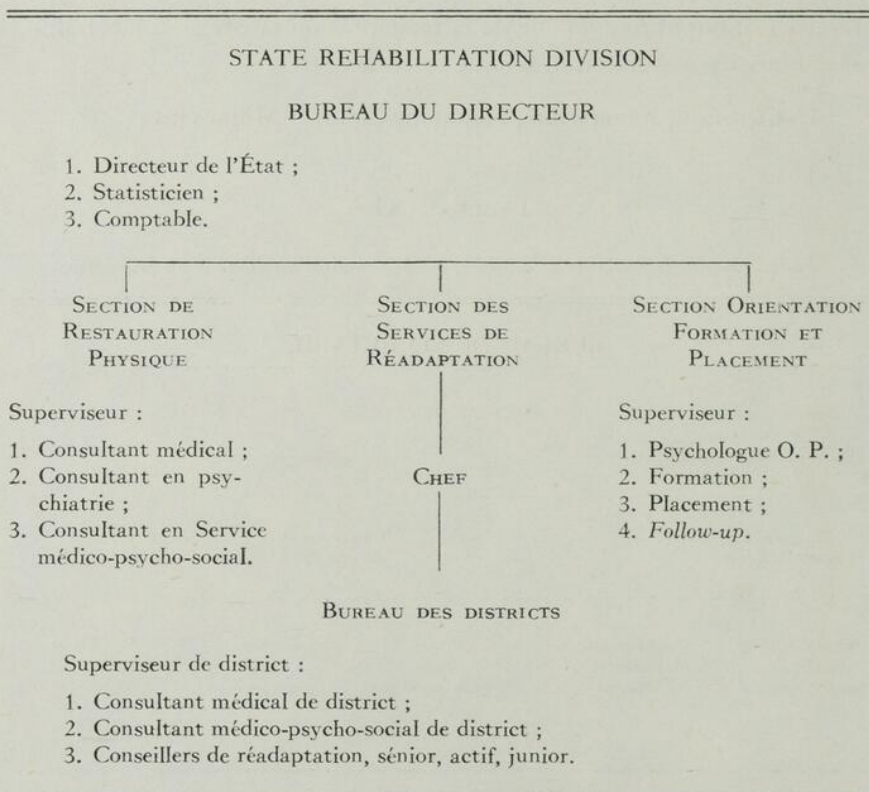 STATE REHABILITATION DIVISION
BUREAU DU DIRECTEUR
1. Directeur de l'État ;
2. Statisticien ;
3. Comptable.
SECTION DE
RESTAURATION
PHYSIQUE
Superviseur :
1. Consultant médical ;
2. Consultant en psy-
chiatrie ;
3. Consultant en Service
médico-psycho-social.
SECTION DES
SERVICES DE
RÉADAPTATION
CHEF
SECTION ORIENTATION
FORMATION ET
PLACEMENT
Superviseur :
1. Psychologue O. P. ;
2. Formation ;
3. Placement ;
4. Follow-up.
BUREAU DES DISTRICTS
Superviseur de district :
1. Consultant médical de district ;
2. Consultant médico-psycho-social de district ;
3. Conseillers de réadaptation, sénior, actif, junior.